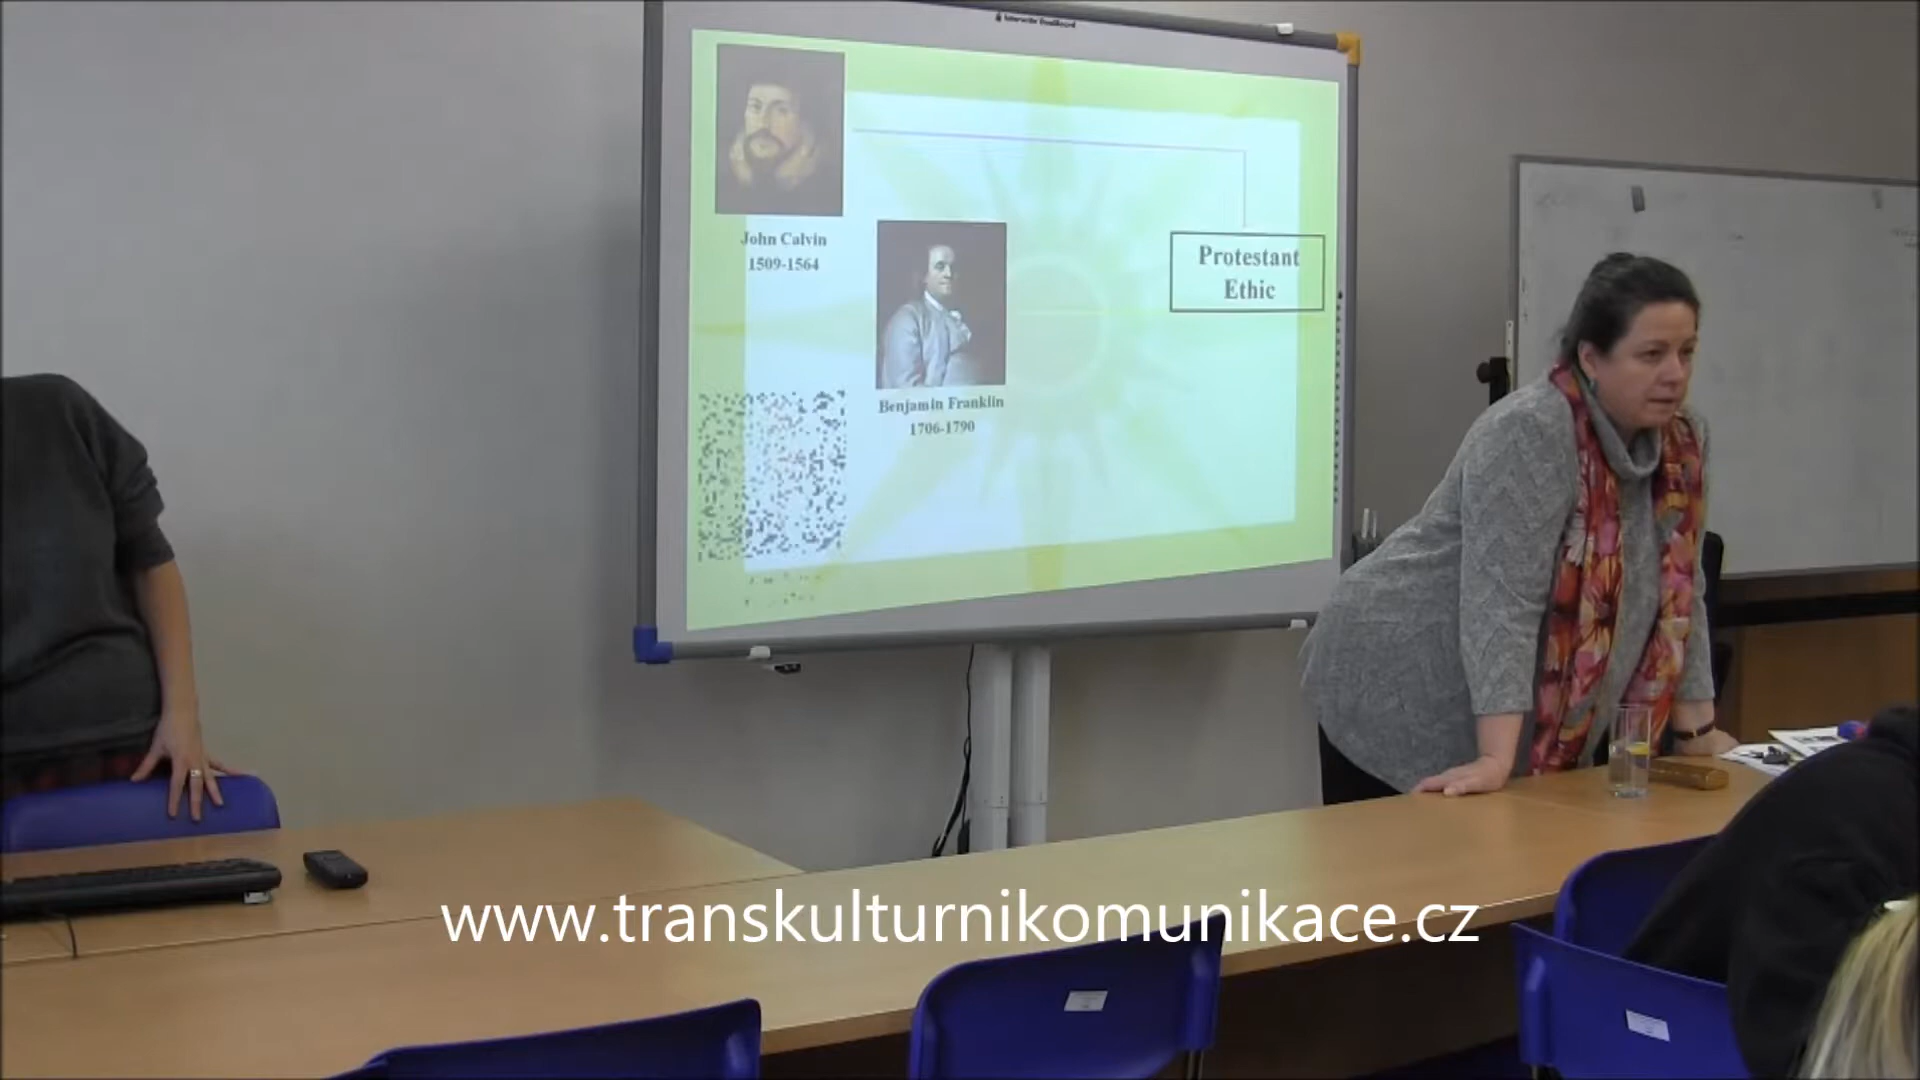 John Calvin
1509-1564
Protestant
Ethic
Benjamin Franklin
1706-1790
www.transkulturnikomunikace.cz